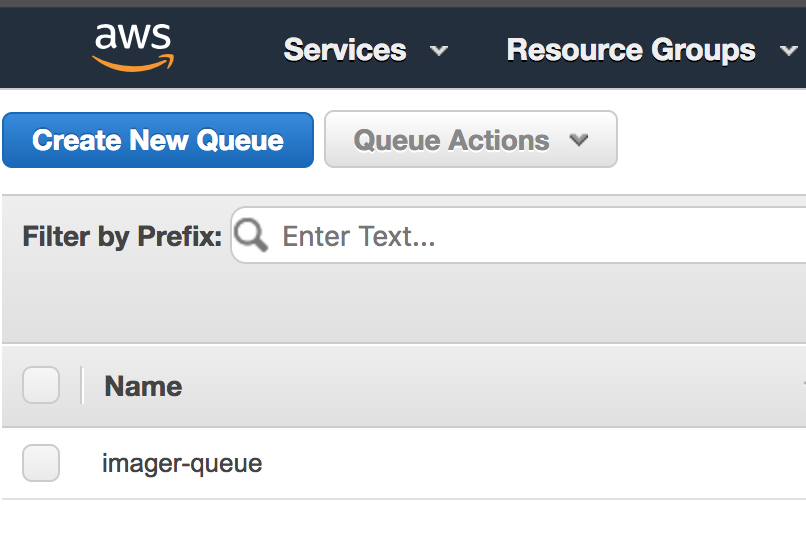 aws Services Resource Groups
Create New Queue Queue Actions
Filter by Prefix: Enter Text...
Name
imager-queue